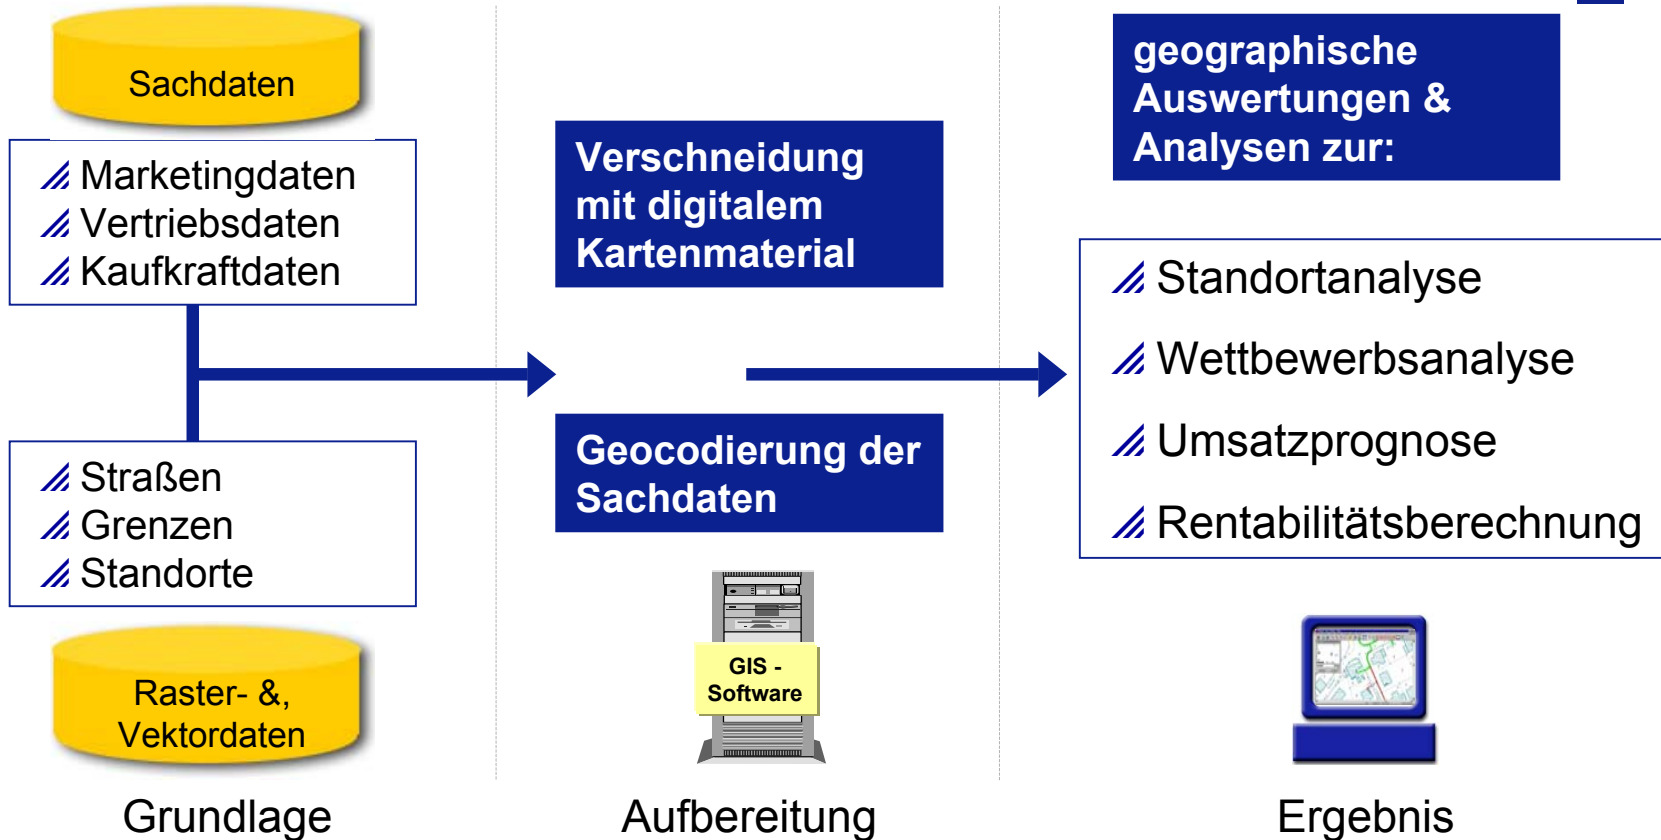 Sachdaten
Marketingdaten
Vertriebsdaten
Kaufkraftdaten
Straßen
Grenzen
Standorte
Raster- &,
Vektordaten
Grundlage
Verschneidung
mit digitalem
Kartenmaterial
Geocodierung der
Sachdaten
GIS -
Software
Aufbereitung
geographische
Auswertungen &
Analysen zur:
Standortanalyse
Wettbewerbsanalyse
Umsatzprognose
Rentabilitätsberechnung
Ergebnis